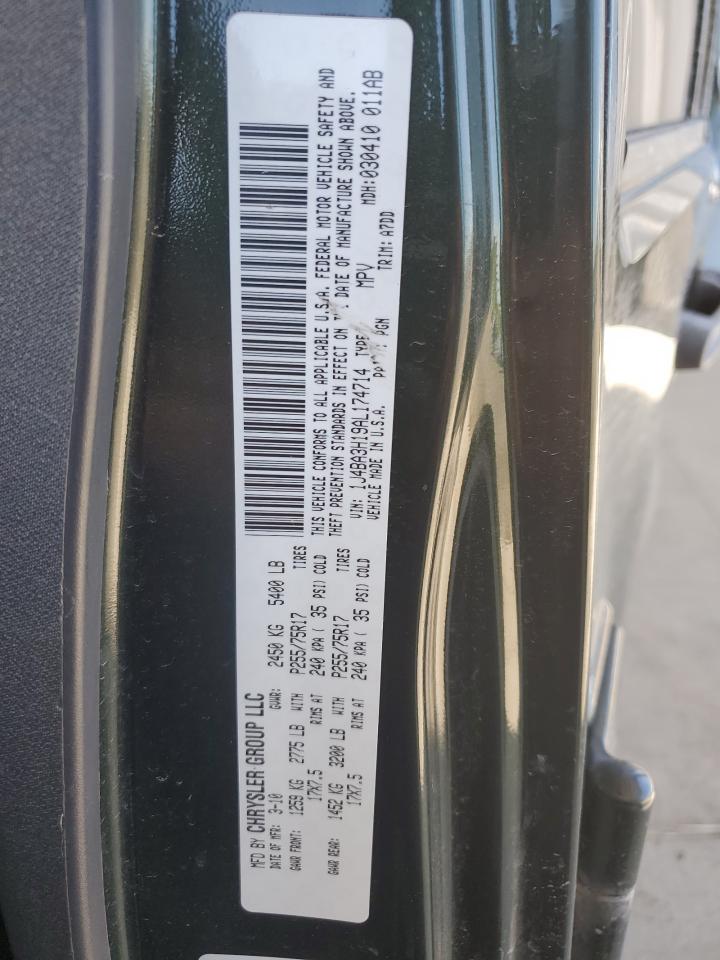 MFD BY CHRYSLER GROUP LLC
DATE OF MFR: 3-10 GVWR: 2450 KG 5400 LB
GAWR FRONT: 1259 KG 2775 LB WITH P255/75R17 TIRES
17X7.5 RIMS AT 240 KPA ( 35 PSI) COLD
GAWR REAR: 1452 KG 3200 LB WITH P255/75R17 TIRES
17X7.5 RIMS AT 240 KPA ( 35 PSI) COLD
THIS VEHICLE CONFORMS TO ALL APPLICABLE U.S.A. FEDERAL MOTOR VEHICLE SAFETY AND
THEFT PREVENTION STANDARDS IN EFFECT ON DATE OF MANUFACTURE SHOWN ABOVE.
VIN: 1J4BA3H19AL174714 TYPE: MPV MDH:030410 011AB
VEHICLE MADE IN U.S.A. PGN TRIM: A7DD